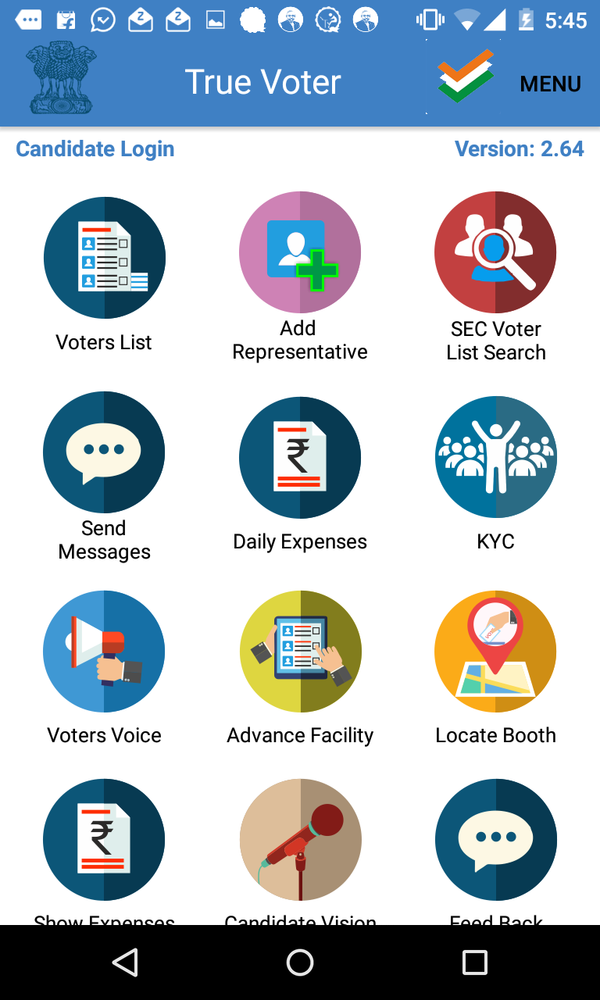 5:45
True Voter
MENU
Candidate Login
Version: 2.64
Voters List
Add
Representative
SEC Voter
List Search
Send
Messages
₹
Daily Expenses
KYC
Voters Voice
Advance Facility
VOTE
Locate Booth
₹
Show Expenses
Candidate Vision
Feed Back